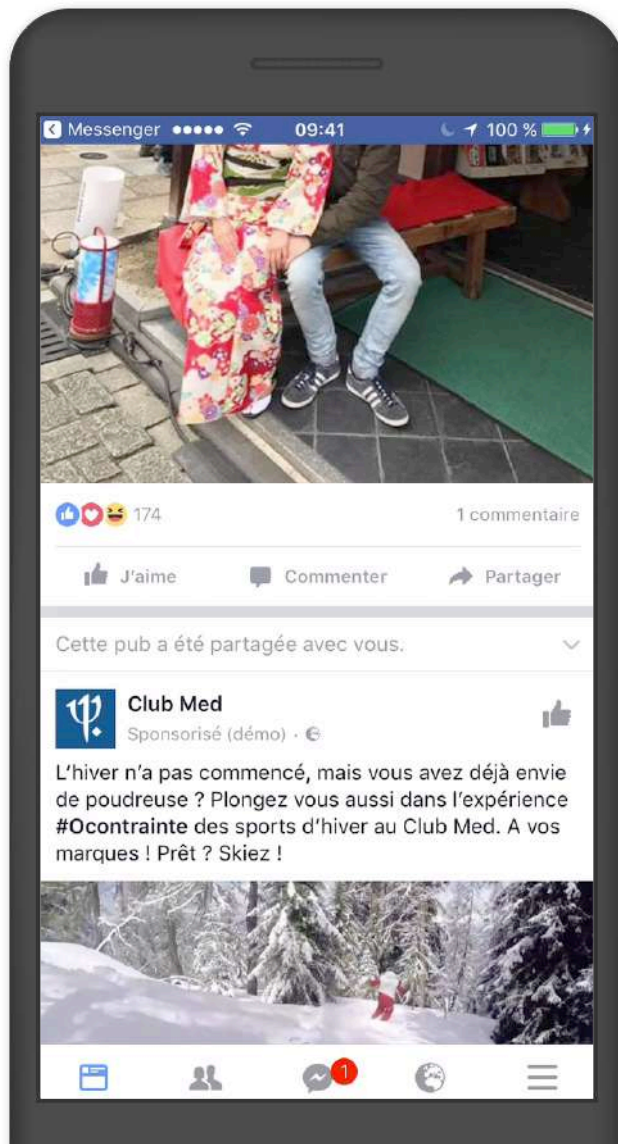 Messenger 09:41 100 %
174 1 commentaire
J'aime Commenter Partager
Cette pub a été partagée avec vous.
Club Med
Sponsorisé (démo)
L'hiver n'a pas commencé, mais vous avez déjà envie
de poudreuse ? Plongez vous aussi dans l'expérience
#0contrainte des sports d'hiver au Club Med. A vos
marques ! Prêt ? Skiez !
1